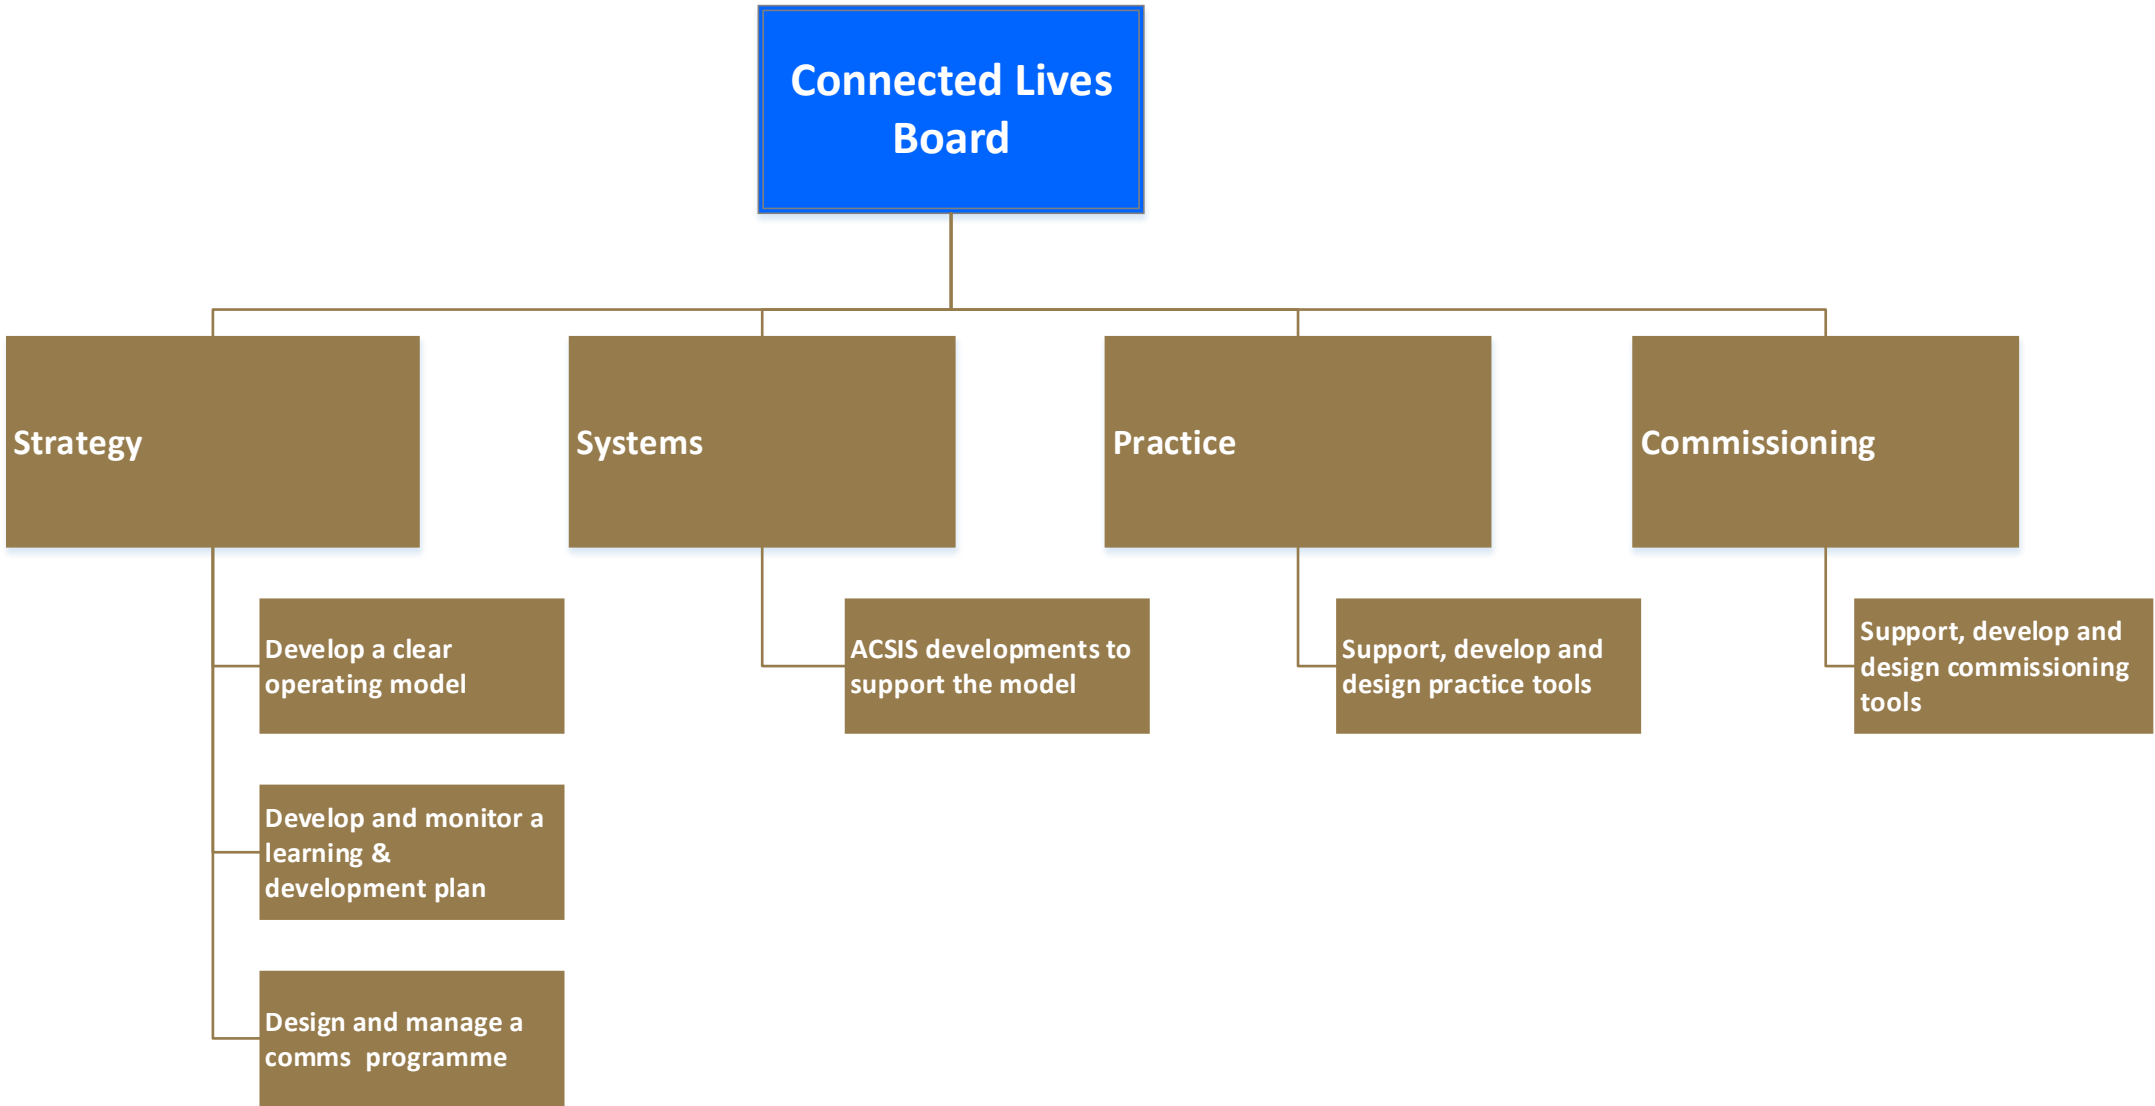 Connected Lives
Board
Strategy
Systems
Practice
Commissioning
Develop a clear
operating model
Develop and monitor a
learning &
development plan
Design and manage a
comms  programme
ACSIS developments to
support the model
Support, develop and
design practice tools
Support, develop and
design commissioning
tools